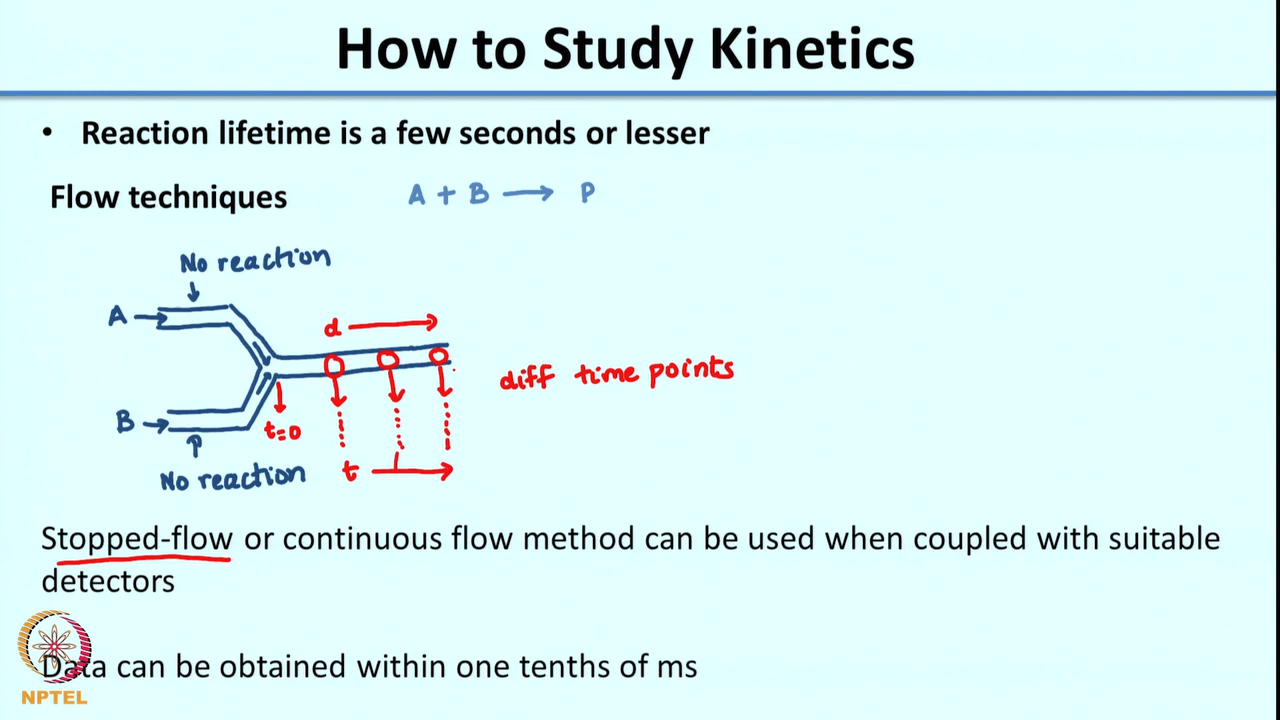 How to Study Kinetics
• Reaction lifetime is a few seconds or lesser
Flow techniques
A + B → P
No reaction
A
d
diff time points
B
t=0
t
No reaction
Stopped-flow or continuous flow method can be used when coupled with suitable
detectors
Data can be obtained within one tenths of ms
NPTEL